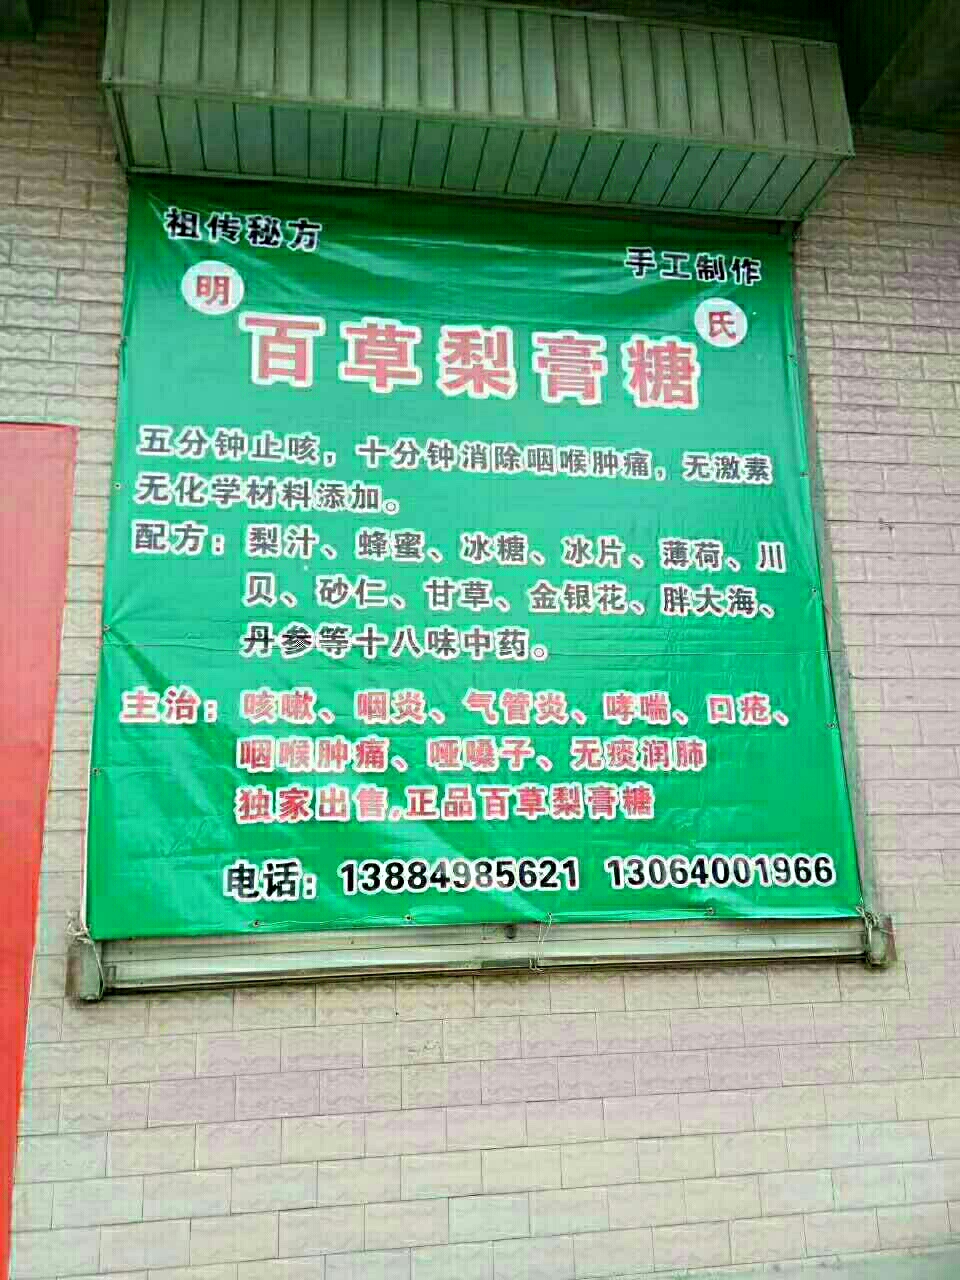 祖传秘方
手工制作
明
氏
百草梨膏糖
五分钟止咳，十分钟消除咽喉肿痛，无激素
无化学材料添加。
配方：梨汁、蜂蜜、冰糖、冰片、薄荷、川
贝、砂仁、甘草、金银花、胖大海、
丹参等十八味中药。
主治：咳嗽、咽炎、气管炎、哮喘、口疮、
咽喉肿痛、哑嗓子、无痰润肺
独家出售,正品百草梨膏糖
电话：13884985621 13064001966